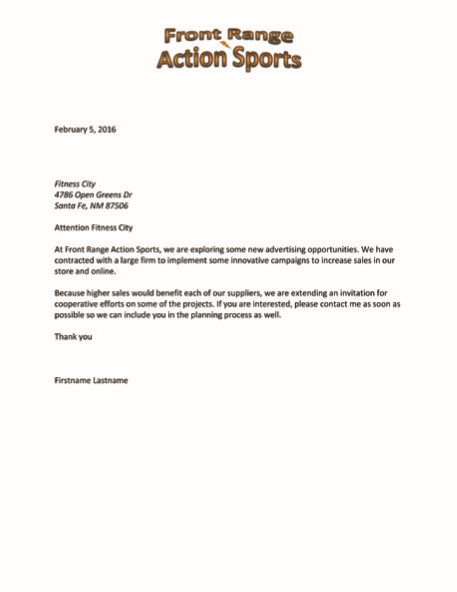 Front Range
Action Sports
February 5, 2016
Fitness City
4786 Open Greens Dr
Santa Fe, NM 87506
Attention Fitness City
At Front Range Action Sports, we are exploring some new advertising opportunities. We have
contracted with a large firm to implement some innovative campaigns to increase sales in our
store and online.
Because higher sales would benefit each of our suppliers, we are extending an invitation for
cooperative efforts on some of the projects. If you are interested, please contact me as soon as
possible so we can include you in the planning process as well.
Thank you
Firstname Lastname